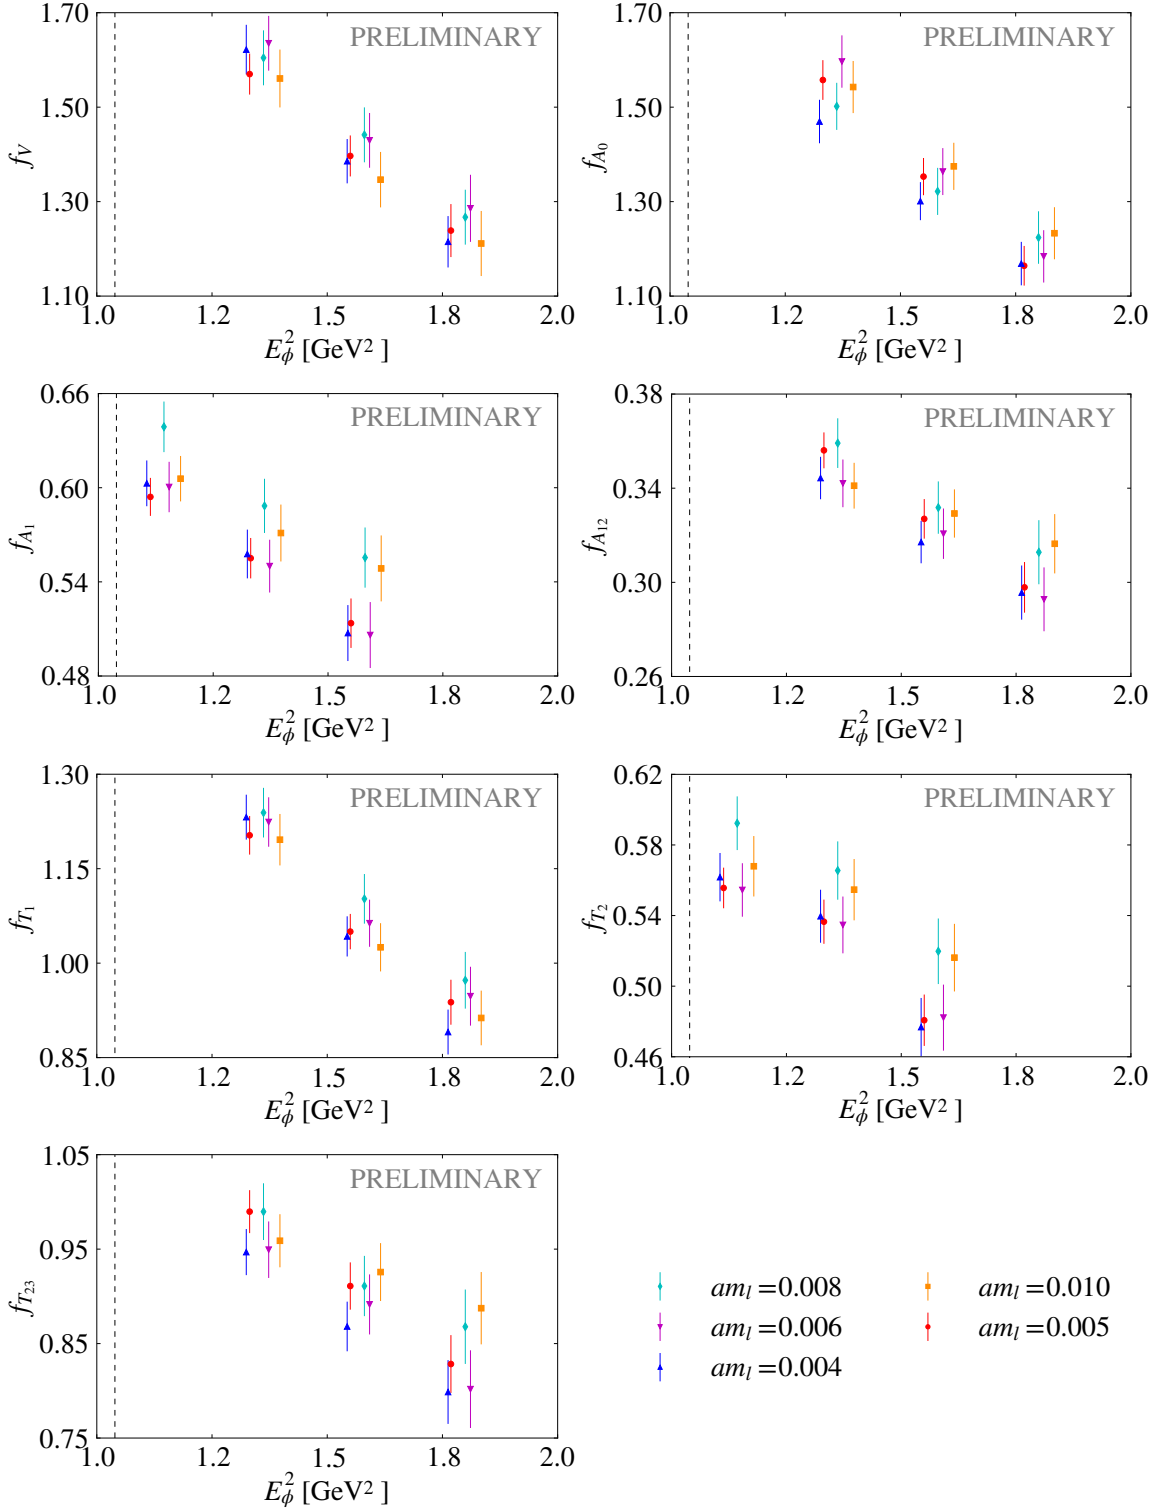 1.70
PRELIMINARY
1.50
f_V
1.30
1.10
1.0 1.2 1.5 1.8 2.0
E_ϕ^2 [GeV^2 ]
1.70
PRELIMINARY
1.50
f_{A_0}
1.30
1.10
1.0 1.2 1.5 1.8 2.0
E_ϕ^2 [GeV^2 ]
0.66
PRELIMINARY
0.60
f_{A_1}
0.54
0.48
1.0 1.2 1.5 1.8 2.0
E_ϕ^2 [GeV^2 ]
0.38
PRELIMINARY
0.34
f_{A_{12}}
0.30
0.26
1.0 1.2 1.5 1.8 2.0
E_ϕ^2 [GeV^2 ]
1.30
PRELIMINARY
1.15
f_{T_1}
1.00
0.85
1.0 1.2 1.5 1.8 2.0
E_ϕ^2 [GeV^2 ]
0.62
PRELIMINARY
0.58
f_{T_2}
0.54
0.50
0.46
1.0 1.2 1.5 1.8 2.0
E_ϕ^2 [GeV^2 ]
1.05
PRELIMINARY
0.95
f_{T_{23}}
0.85
0.75
1.0 1.2 1.5 1.8 2.0
E_ϕ^2 [GeV^2 ]
am_l=0.008 am_l=0.010
am_l=0.006 am_l=0.005
am_l=0.004